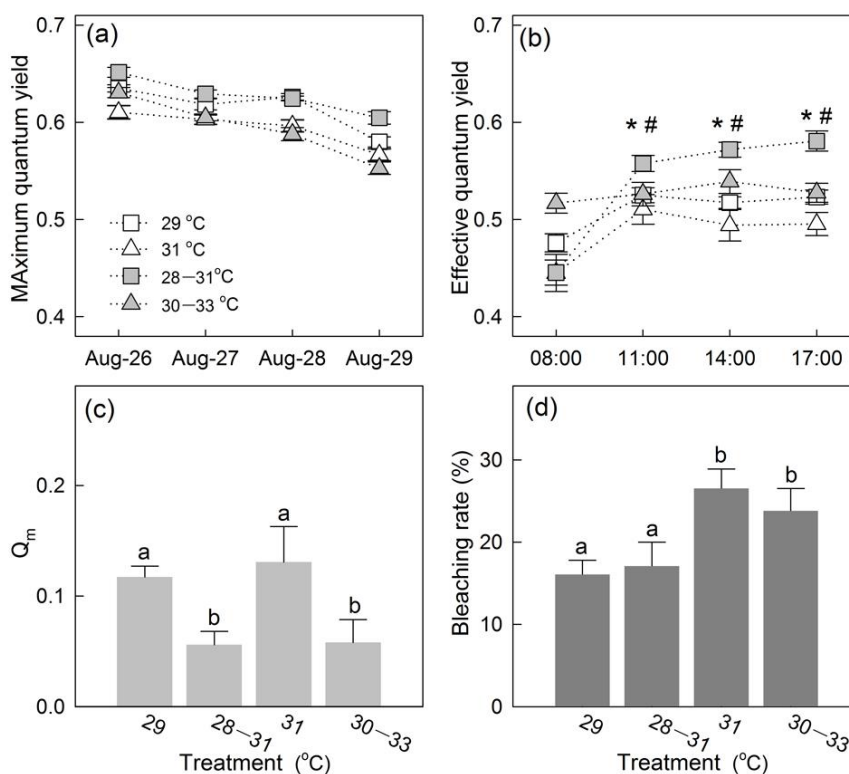 (a)
MAximum quantum yield
0.7
0.6
0.5
0.4
29 °C
31 °C
28—31°C
30—33 °C
Aug-26 Aug-27 Aug-28 Aug-29
(b)
Effective quantum yield
0.7
0.6
0.5
0.4
* # * # * #
08:00 11:00 14:00 17:00
(c)
Qm
0.2
0.1
0.0
a b a b
29 28—31 31 30—33
Treatment (°C)
(d)
Bleaching rate (%)
30
20
10
0
a a b b
29 28—31 31 30—33
Treatment (°C)